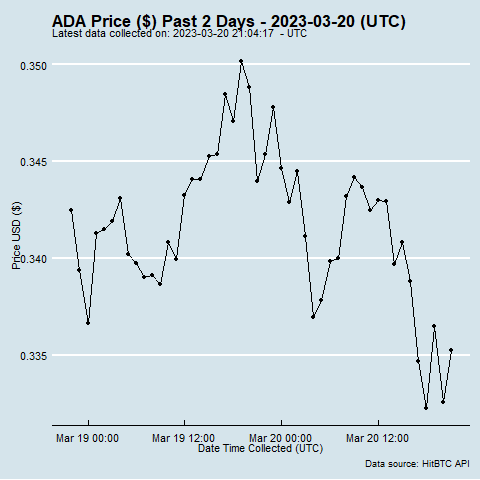 ADA Price ($) Past 2 Days - 2023-03-20 (UTC)
Latest data collected on: 2023-03-20 21:04:17  - UTC
0.350
0.345
0.340
0.335
Price USD ($)
Mar 19 00:00
Mar 19 12:00
Mar 20 00:00
Mar 20 12:00
Date Time Collected (UTC)
Data source: HitBTC API